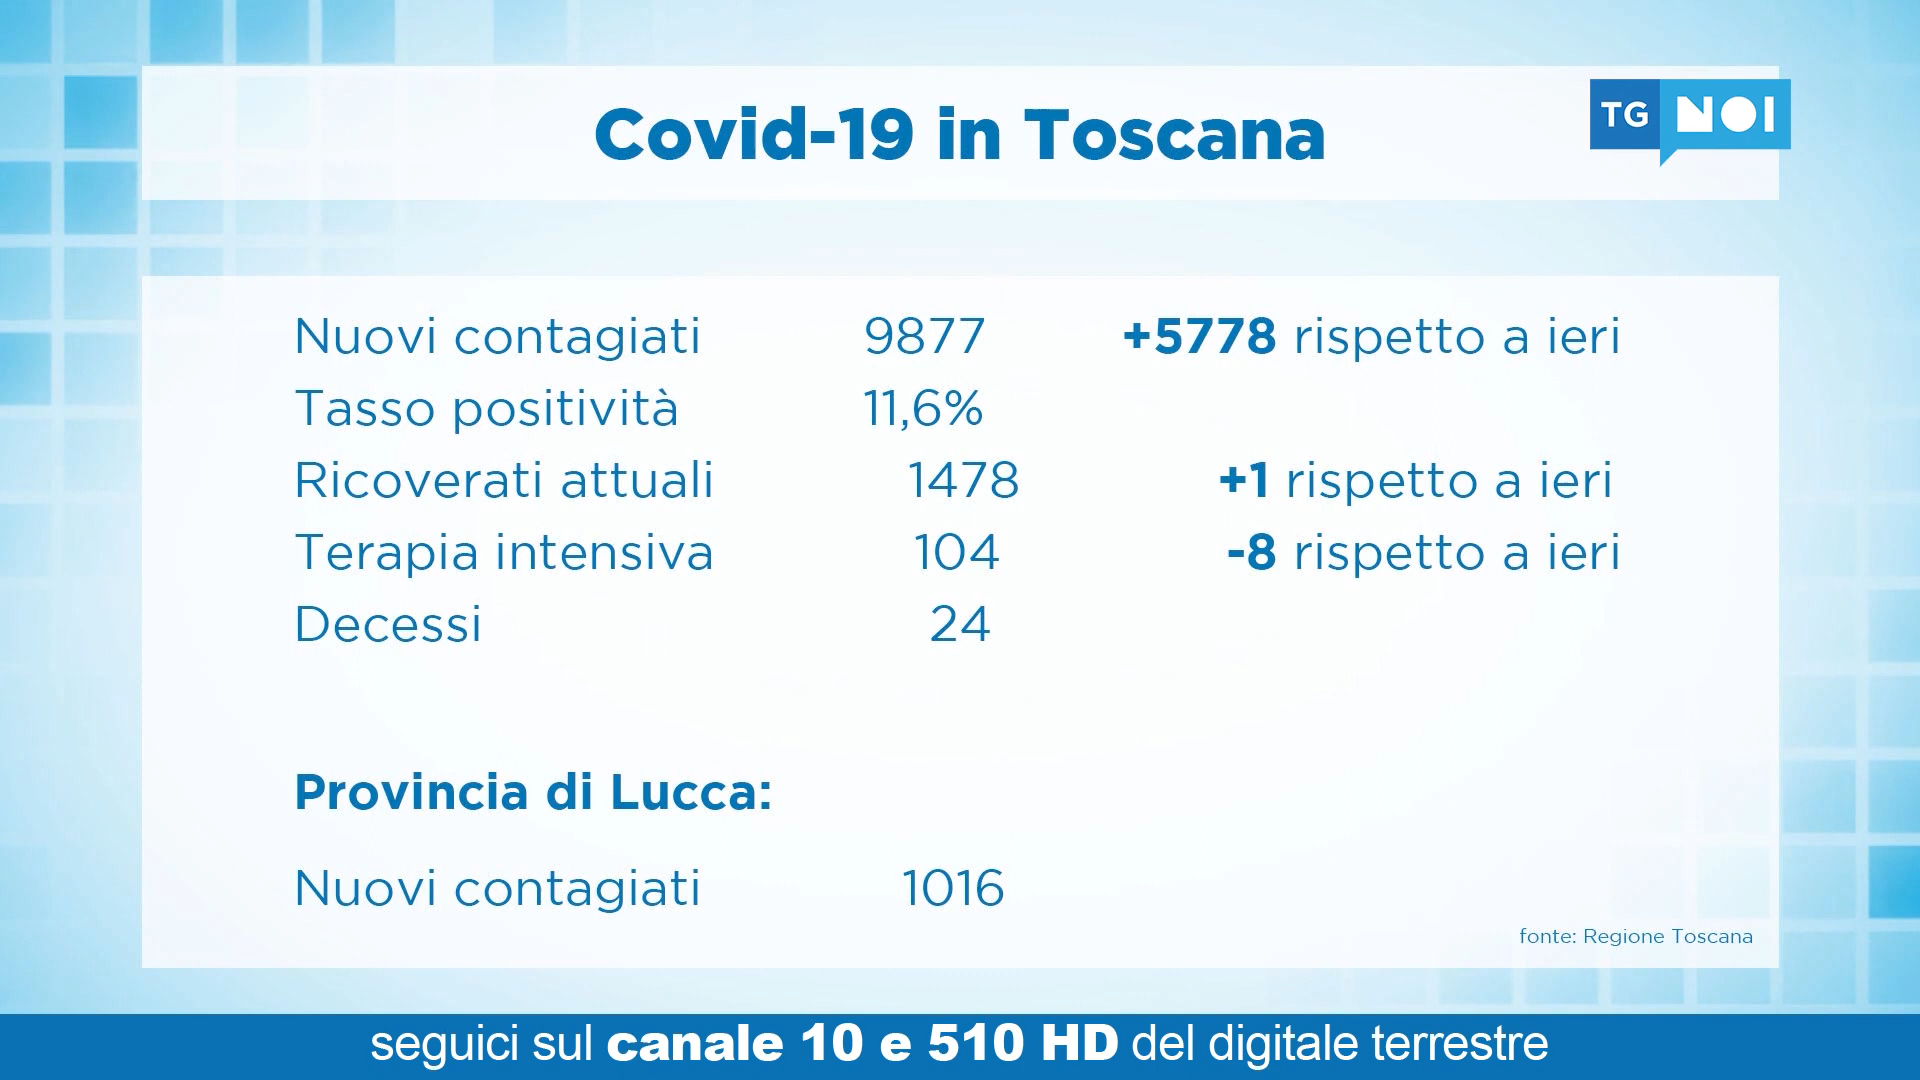 Covid-19 in Toscana
TG NOI
Nuovi contagiati 9877 +5778 rispetto a ieri
Tasso positività 11,6%
Ricoverati attuali 1478 +1 rispetto a ieri
Terapia intensiva 104 -8 rispetto a ieri
Decessi 24
Provincia di Lucca:
Nuovi contagiati 1016
fonte: Regione Toscana
seguici sul canale 10 e 510 HD del digitale terrestre